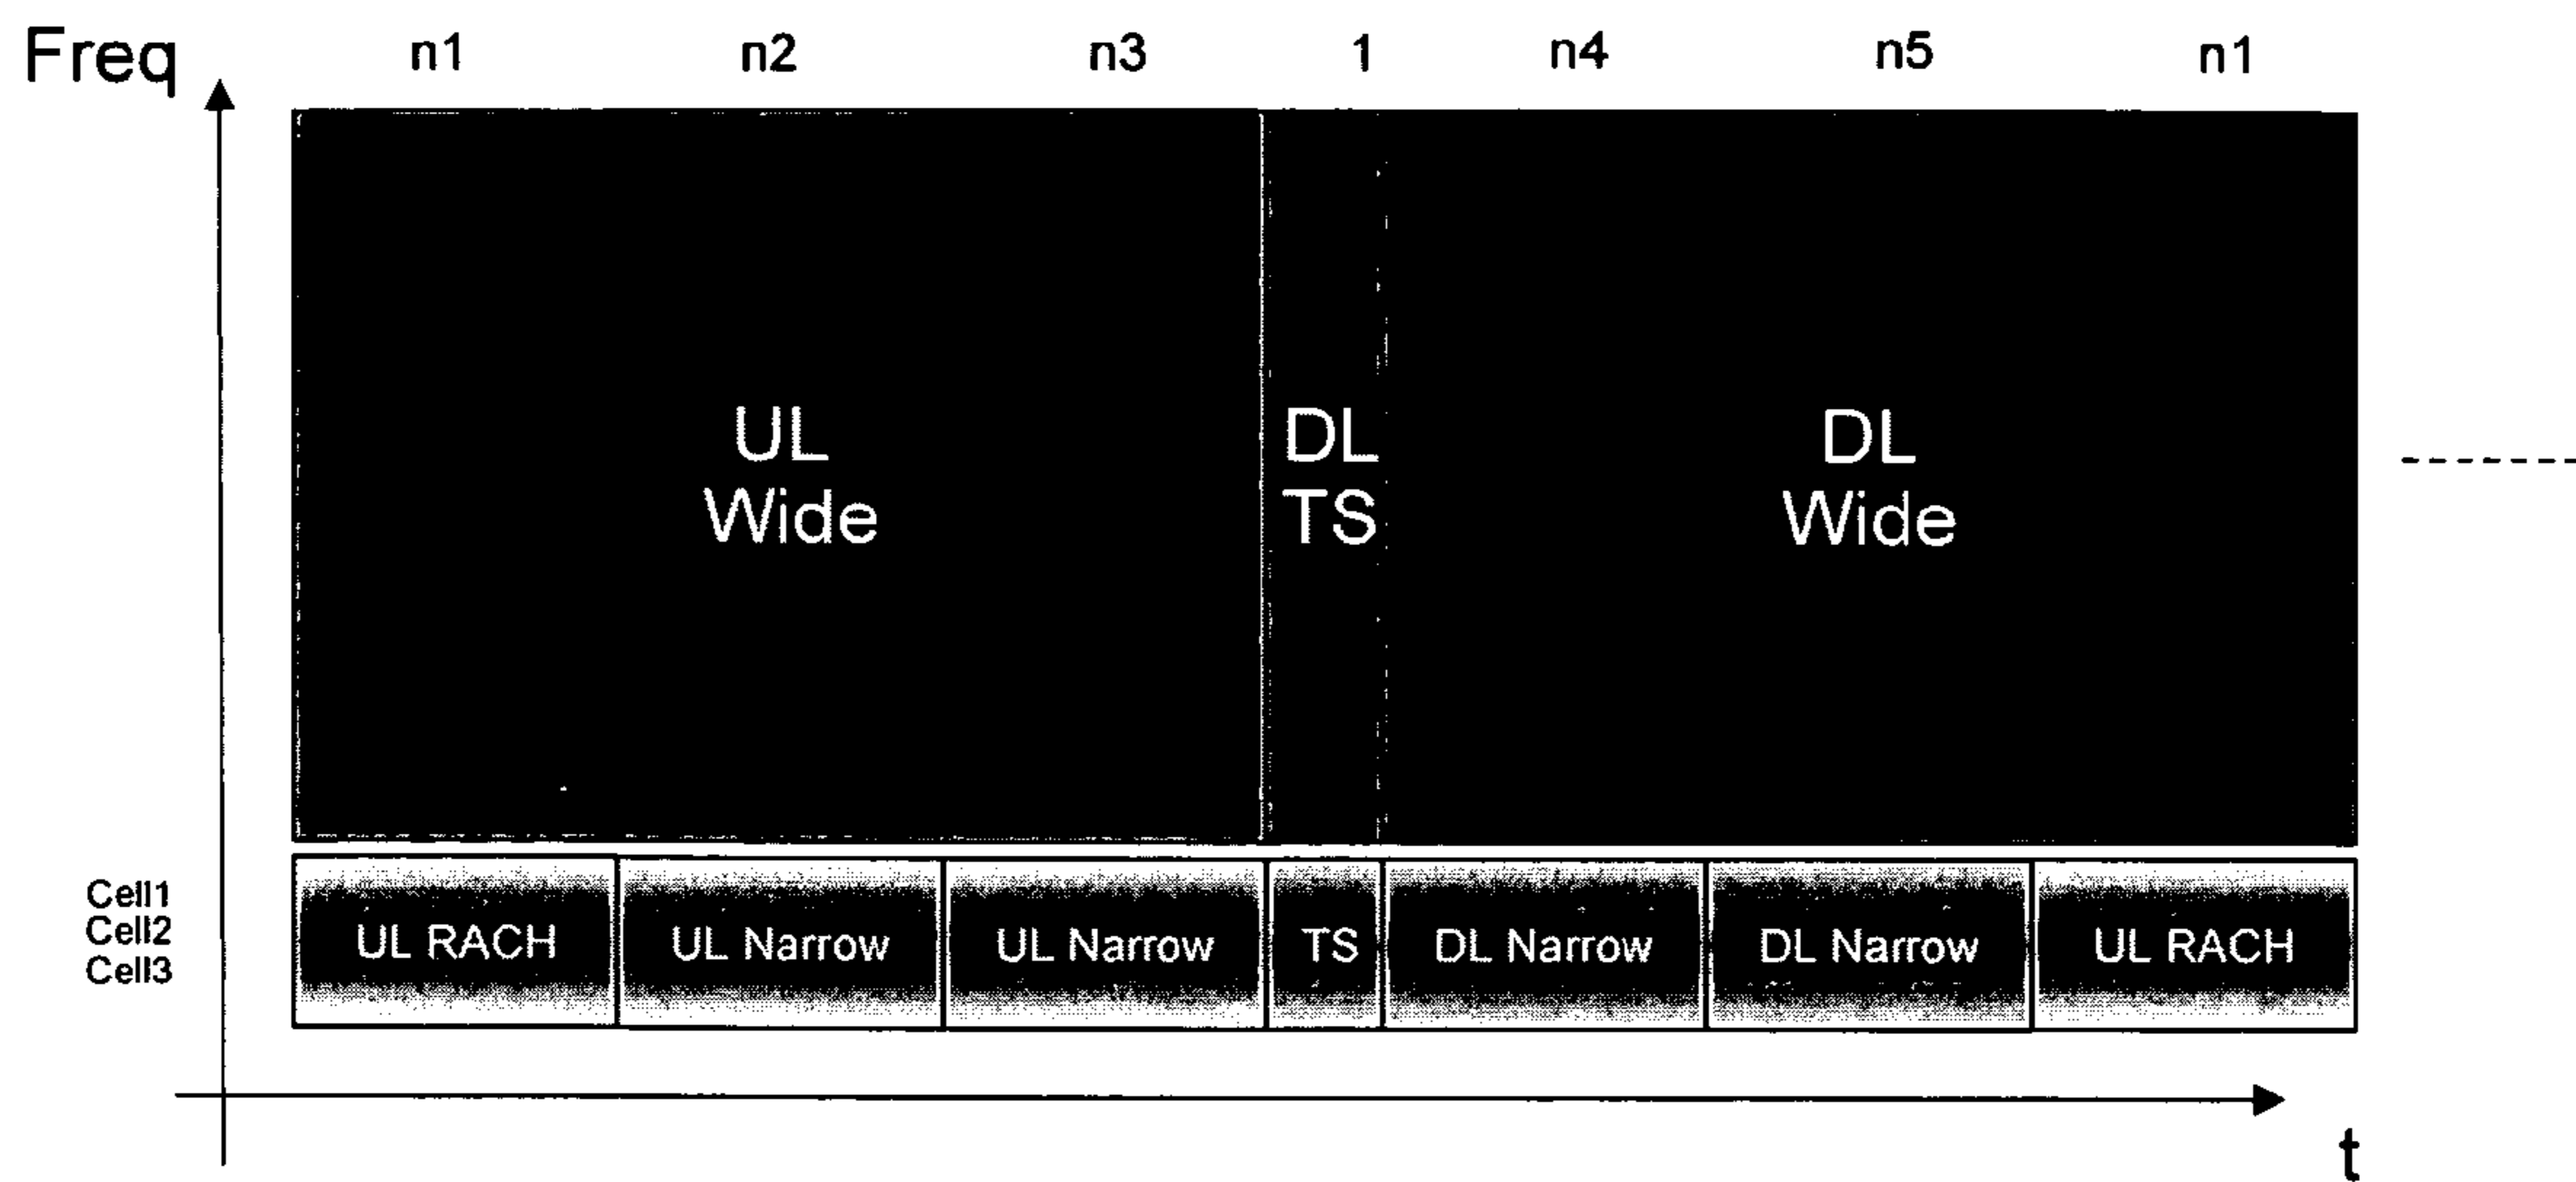 Freq n1 n2 n3 1 n4 n5 n1
UL DL DL
Wide TS Wide
Cell1
Cell2
Cell3
UL RACH UL Narrow UL Narrow TS DL Narrow DL Narrow UL RACH
t